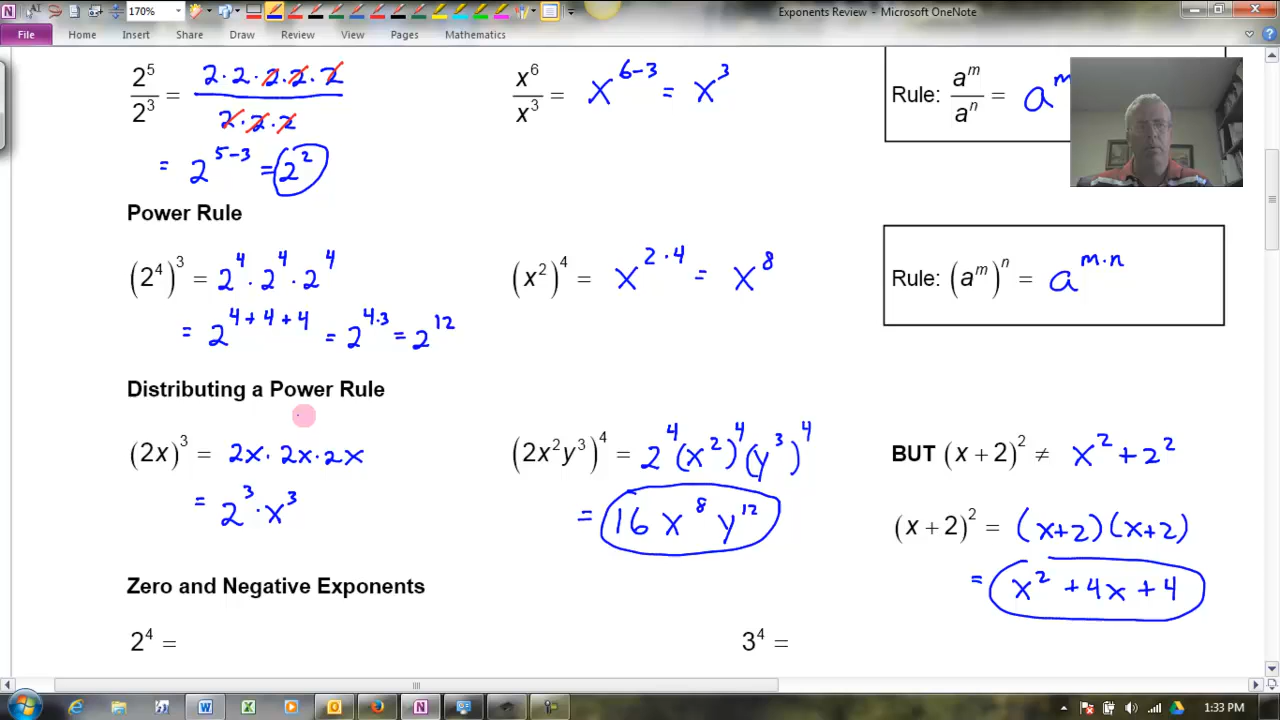 170%
Exponents Review - Microsoft OneNote
File Home Insert Share Draw Review View Pages Mathematics
2^5 / 2^3 = 2·2·2·2·2 / 2·2·2
= 2^(5-3) = 2^2
x^6 / x^3 = x^(6-3) = x^3
Rule: a^m / a^n = a^m
Power Rule
(2^4)^3 = 2^4 · 2^4 · 2^4
= 2^(4+4+4) = 2^(4·3) = 2^12
(x^2)^4 = x^(2·4) = x^8
Rule: (a^m)^n = a^(m·n)
Distributing a Power Rule
(2x)^3 = 2x · 2x · 2x
= 2^3 · x^3
(2x^2y^3)^4 = 2^4 (x^2)^4 (y^3)^4
= 16 x^8 y^12
BUT (x + 2)^2 ≠ x^2 + 2^2
(x + 2)^2 = (x+2)(x+2)
= x^2 + 4x + 4
Zero and Negative Exponents
2^4 =
3^4 =
1:33 PM